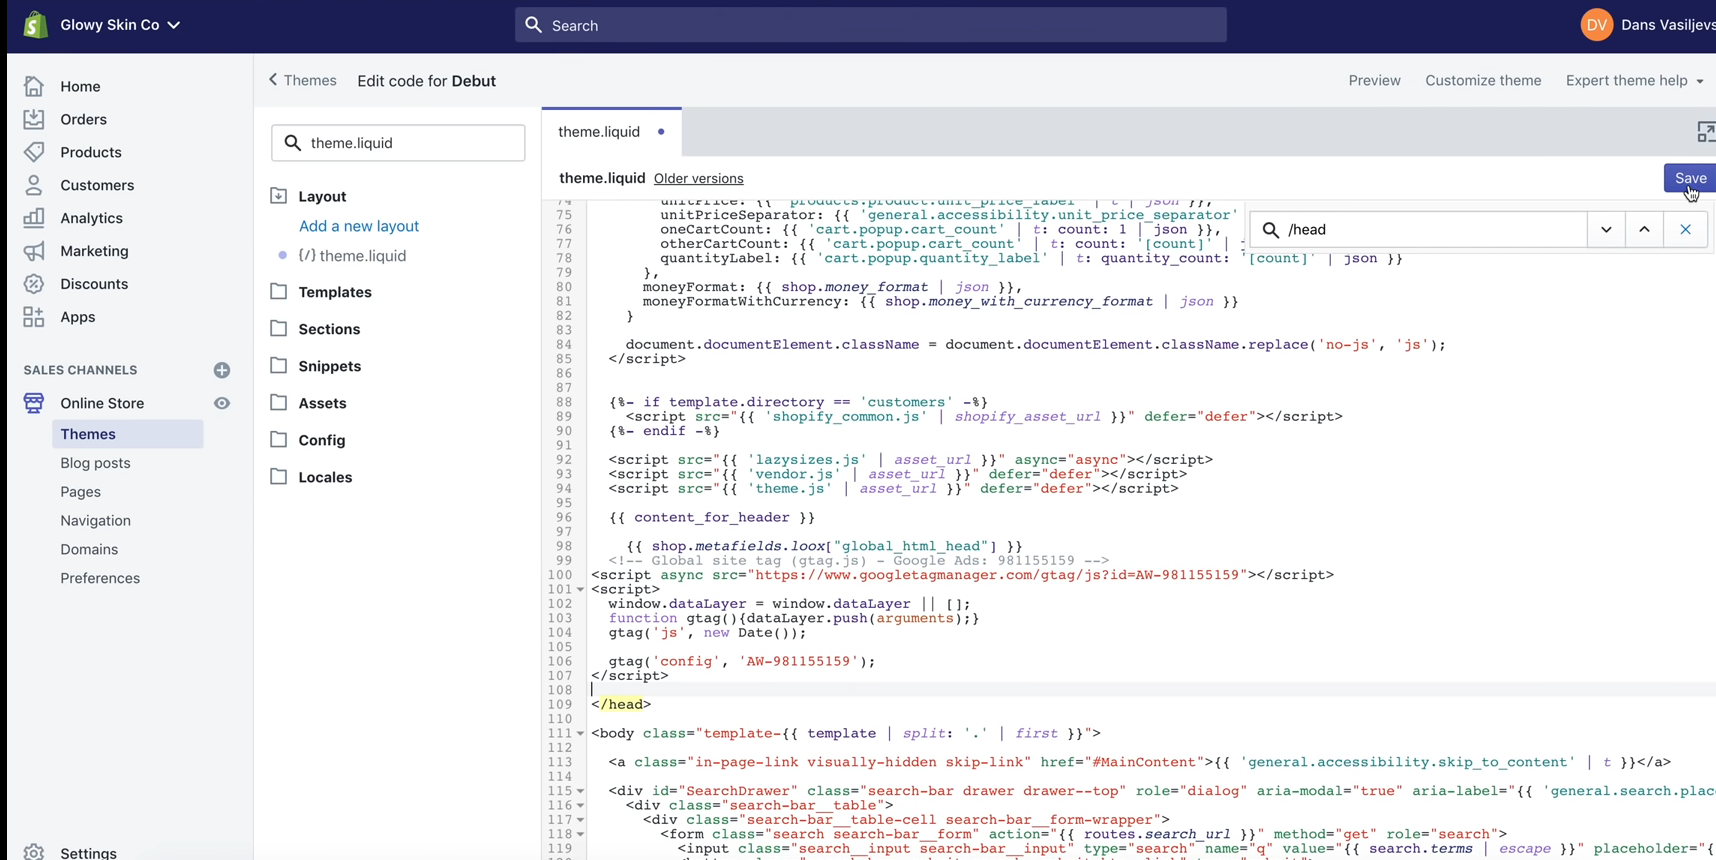 Glowy Skin Co
Search
DV Dans Vasiljevs
Home
Orders
Products
Customers
Analytics
Marketing
Discounts
Apps
SALES CHANNELS
Online Store
Themes
Blog posts
Pages
Navigation
Domains
Preferences
Settings
Themes Edit code for Debut
Preview Customize theme Expert theme help
theme.liquid
Layout
Add a new layout
{/} theme.liquid
Templates
Sections
Snippets
Assets
Config
Locales
theme.liquid
theme.liquid Older versions
Save
/head
74 unitPrice: {{ 'products.product.unit_price_label' | t | json }},
75 unitPriceSeparator: {{ 'general.accessibility.unit_price_separator'
76 oneCartCount: {{ 'cart.popup.cart_count' | t: count: 1 | json }},
77 otherCartCount: {{ 'cart.popup.cart_count' | t: count: '[count]' |
78 quantityLabel: {{ 'cart.popup.quantity_label' | t: quantity_count: '[count]' | json }}
79 },
80 moneyFormat: {{ shop.money_format | json }},
81 moneyFormatWithCurrency: {{ shop.money_with_currency_format | json }}
82 }
83
84 document.documentElement.className = document.documentElement.className.replace('no-js', 'js');
85 </script>
86
87
88 {%- if template.directory == 'customers' -%}
89 <script src="{{ 'shopify_common.js' | shopify_asset_url }}" defer="defer"></script>
90 {%- endif -%}
91
92 <script src="{{ 'lazysizes.js' | asset_url }}" async="async"></script>
93 <script src="{{ 'vendor.js' | asset_url }}" defer="defer"></script>
94 <script src="{{ 'theme.js' | asset_url }}" defer="defer"></script>
95
96 {{ content_for_header }}
97
98 {{ shop.metafields.loox["global_html_head"] }}
99 <!-- Global site tag (gtag.js) - Google Ads: 981155159 -->
100 <script async src="https://www.googletagmanager.com/gtag/js?id=AW-981155159"></script>
101 <script>
102 window.dataLayer = window.dataLayer || [];
103 function gtag(){dataLayer.push(arguments);}
104 gtag('js', new Date());
105
106 gtag('config', 'AW-981155159');
107 </script>
108
109 </head>
110
111 <body class="template-{{ template | split: '.' | first }}">
112
113 <a class="in-page-link visually-hidden skip-link" href="#MainContent">{{ 'general.accessibility.skip_to_content' | t }}</a>
114
115 <div id="SearchDrawer" class="search-bar drawer drawer--top" role="dialog" aria-modal="true" aria-label="{{ 'general.search.plac
116 <div class="search-bar__table">
117 <div class="search-bar__table-cell search-bar__form-wrapper">
118 <form class="search search-bar__form" action="{{ routes.search_url }}" method="get" role="search">
119 <input class="search__input search-bar__input" type="search" name="q" value="{{ search.terms | escape }}" placeholder="{